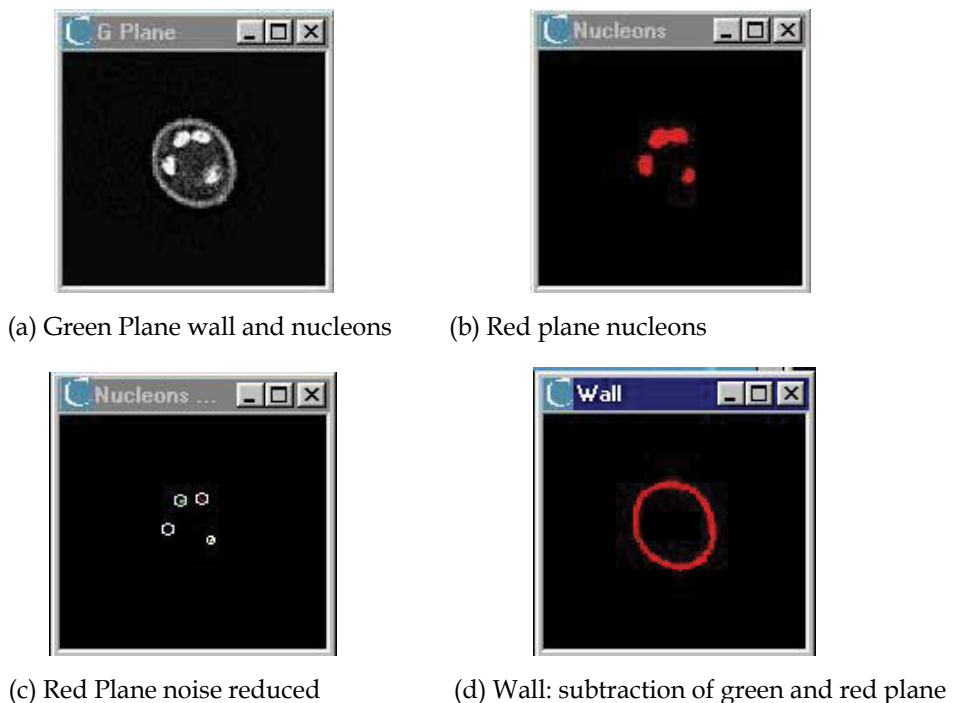 G Plane
Nucleons
(a) Green Plane wall and nucleons
(b) Red plane nucleons
Nucleons ...
Wall
(c) Red Plane noise reduced
(d) Wall: subtraction of green and red plane